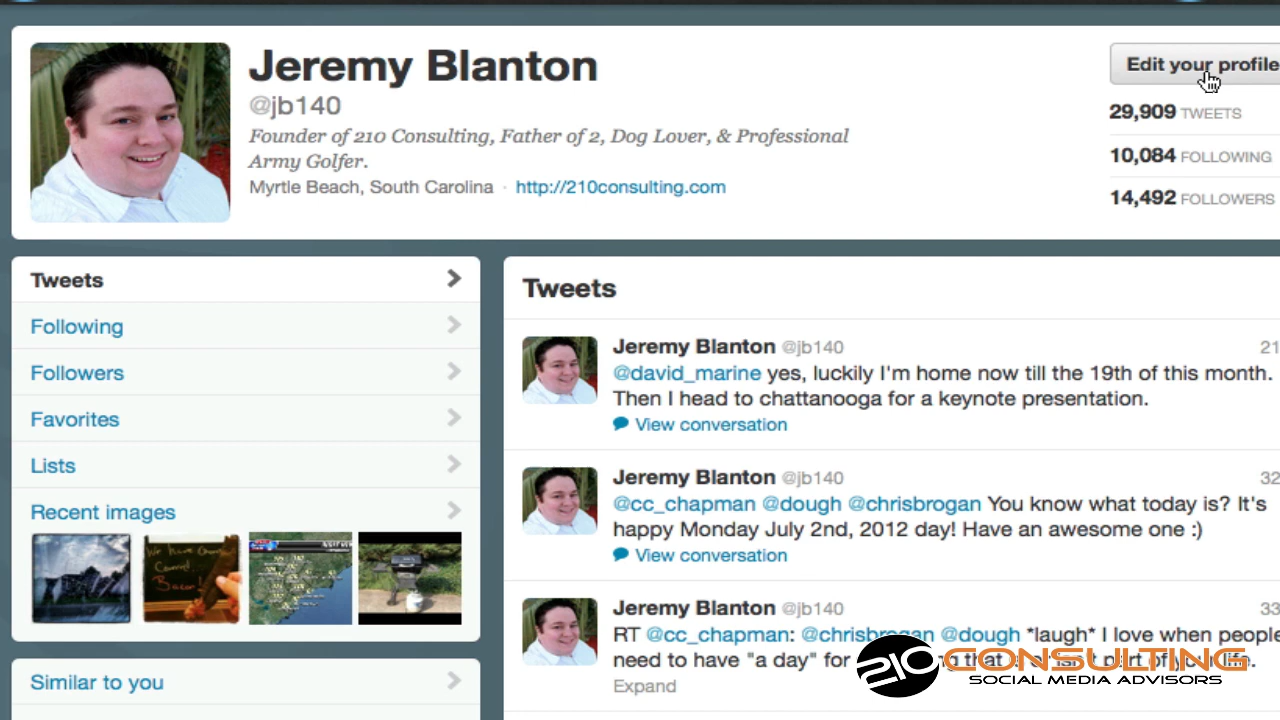 Jeremy Blanton
@jb140
Founder of 210 Consulting, Father of 2, Dog Lover, & Professional
Army Golfer.
Myrtle Beach, South Carolina · http://210consulting.com
Edit your profile
29,909 TWEETS
10,084 FOLLOWING
14,492 FOLLOWERS
Tweets
Following
Followers
Favorites
Lists
Recent images
We have
Bacon!
Similar to you
Tweets
Jeremy Blanton @jb140 21
@david_marine yes, luckily I'm home now till the 19th of this month.
Then I head to chattanooga for a keynote presentation.
View conversation
Jeremy Blanton @jb140 32
@cc_chapman @dough @chrisbrogan You know what today is? It's
happy Monday July 2nd, 2012 day! Have an awesome one :)
View conversation
Jeremy Blanton @jb140 33
RT @cc_chapman: @chrisbrogan @dough *laugh* I love when people
need to have "a day" for
Expand
210 CONSULTING
SOCIAL MEDIA ADVISORS